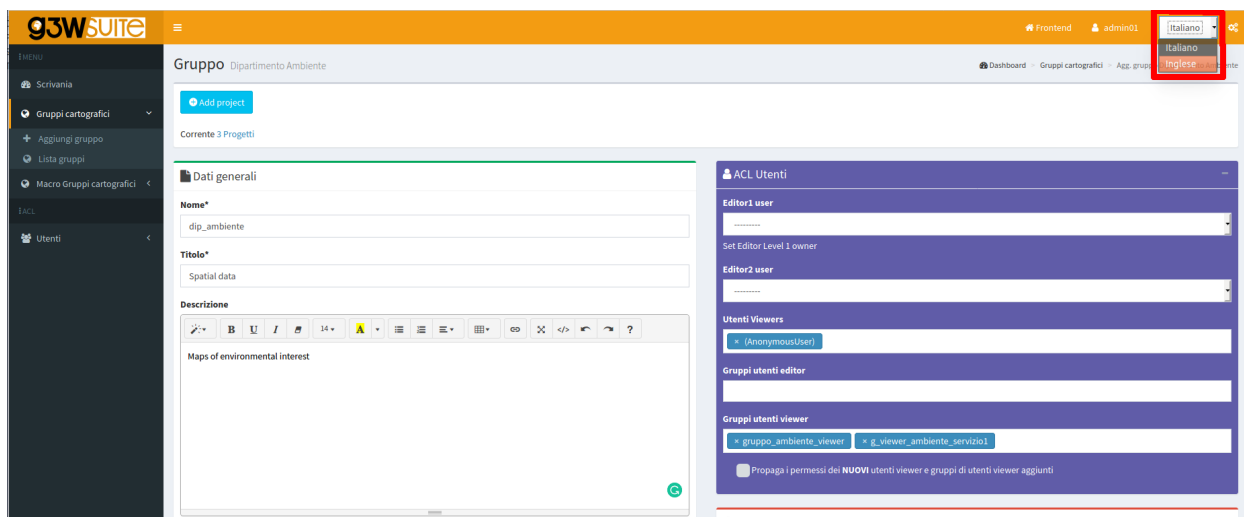 G3WSUITE
Frontend
admin01
Italiano
Italiano
Inglese
MENU
Scrivania
Gruppi cartografici
Aggiungi gruppo
Lista gruppi
Macro Gruppi cartografici
ACL
Utenti
Gruppo Dipartimento Ambiente
Dashboard > Gruppi cartografici > Agg. grup
Add project
Corrente 3 Progetti
Dati generali
Nome*
dip_ambiente
Titolo*
Spatial data
Descrizione
B U I 14 A </> ?
Maps of environmental interest
ACL Utenti
Editor1 user
---------
Set Editor Level 1 owner
Editor2 user
---------
Utenti Viewers
× (AnonymousUser)
Gruppi utenti editor
Gruppi utenti viewer
× gruppo_ambiente_viewer × g_viewer_ambiente_servizio1
Propaga i permessi dei NUOVI utenti viewer e gruppi di utenti viewer aggiunti